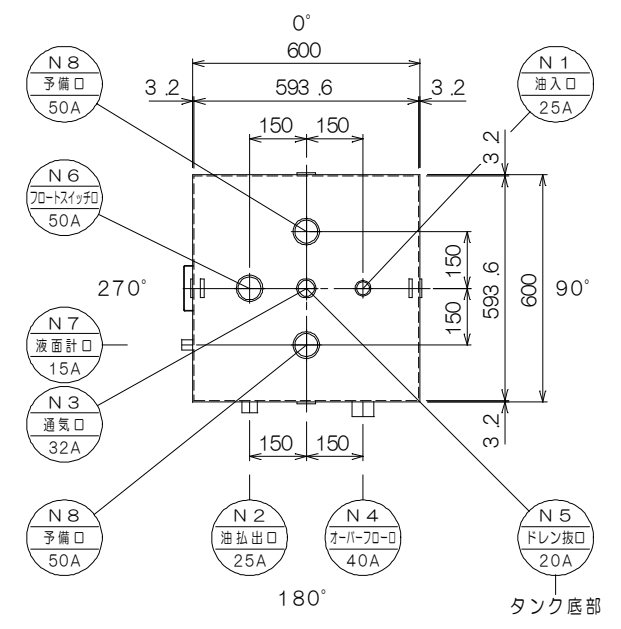 0°
600
3.2
593.6
3.2
150
150
N8
予備口
50A
N1
油入口
25A
N6
フロートスイッチ口
50A
3.2
150
150
593.6
600
3.2
270°
90°
N7
液面計口
15A
N3
通気口
32A
150
150
N8
予備口
50A
N2
油払出口
25A
N4
オーバーフロー口
40A
N5
ドレン抜口
20A
180°
タンク底部